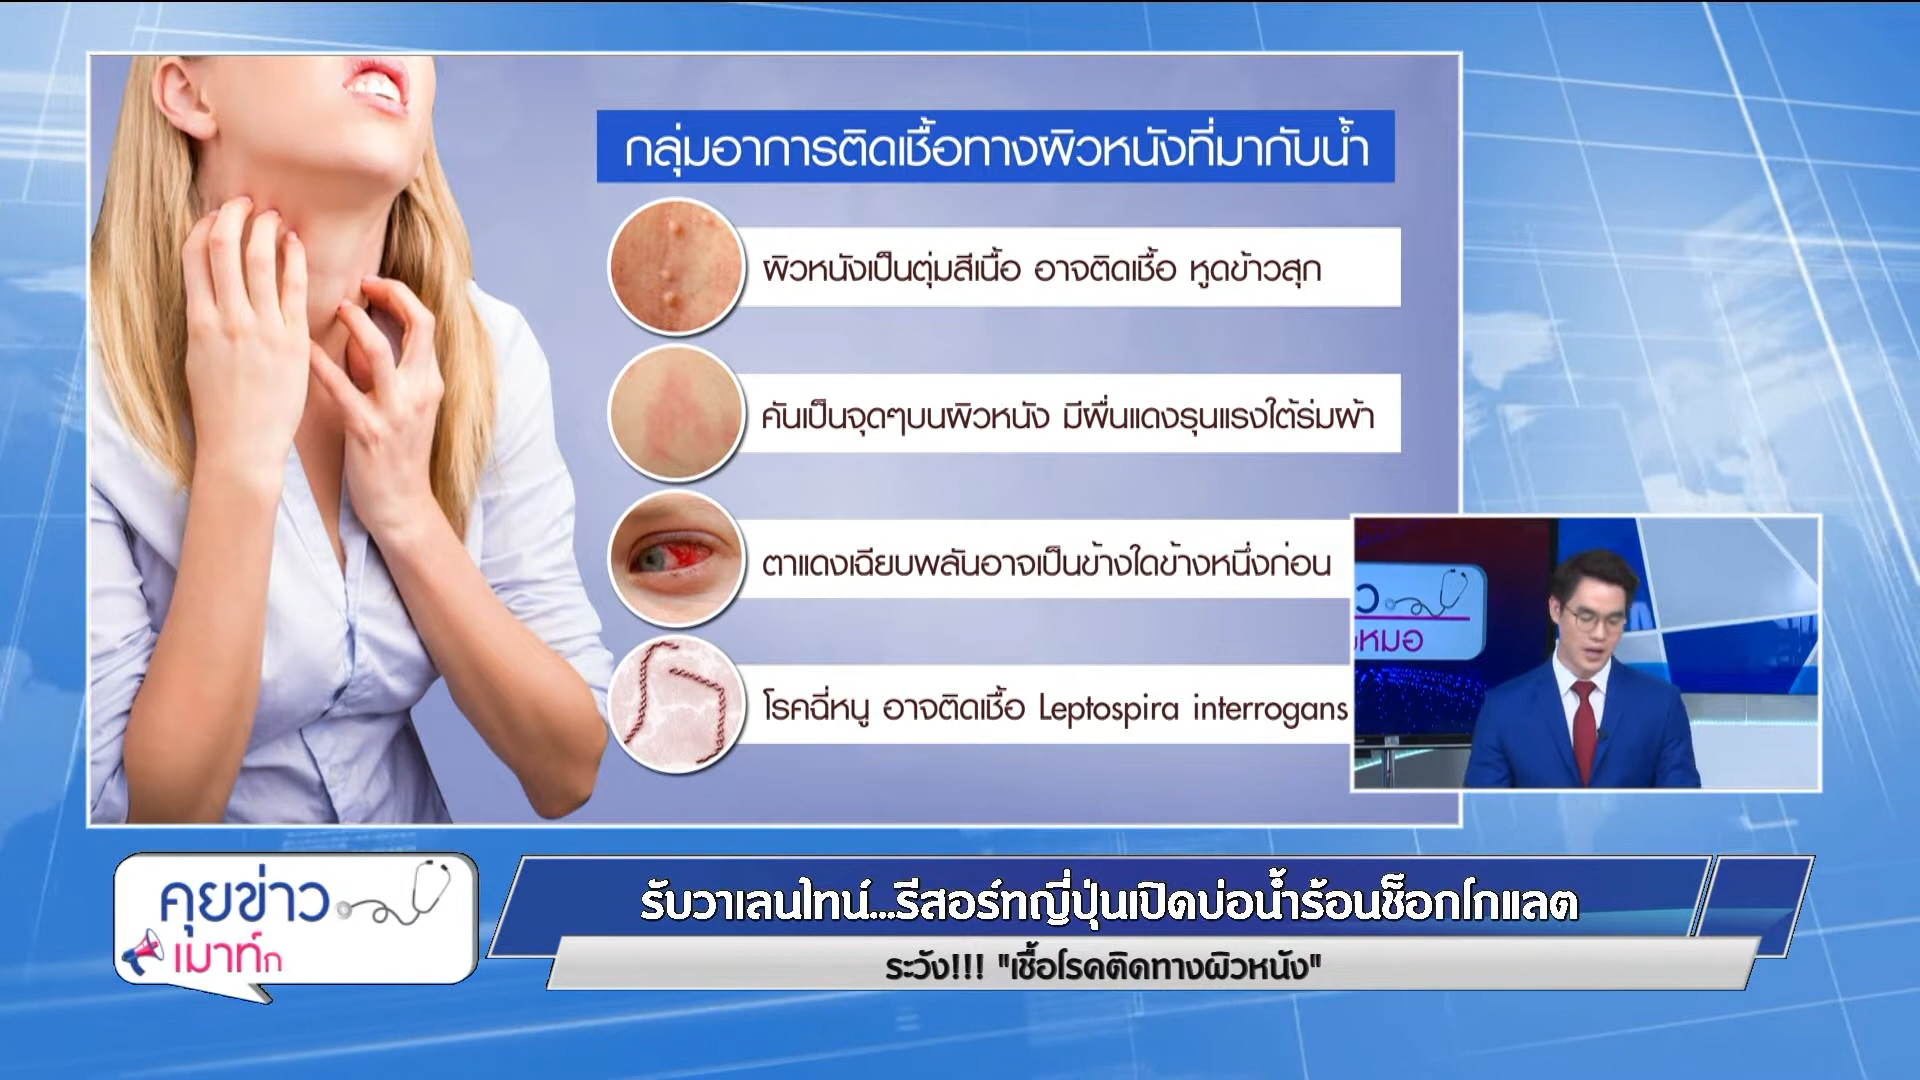 กลุ่มอาการติดเชื้อทางผิวหนังที่มากับน้ำ
ผิวหนังเป็นตุ่มสีเนื้อ อาจติดเชื้อ หูดข้าวสุก
คันเป็นจุดๆบนผิวหนัง มีผื่นแดงรุนแรงใต้ร่มผ้า
ตาแดงเฉียบพลันอาจเป็นข้างใดข้างหนึ่งก่อน
โรคฉี่หนู อาจติดเชื้อ Leptospira interrogans
หมอ
คุยข่าว
เมาท์ก
รับวาเลนไทน์...รีสอร์ทญี่ปุ่นเปิดบ่อน้ำร้อนช็อกโกแลต
ระวัง!!! "เชื้อโรคติดทางผิวหนัง"